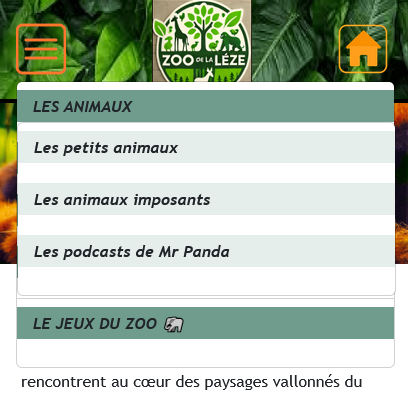 ZOO DE LA LÉZE
LES ANIMAUX
Les petits animaux
Les animaux imposants
Les podcasts de Mr Panda
LE JEUX DU ZOO
rencontrent au cœur des paysages vallonnés du